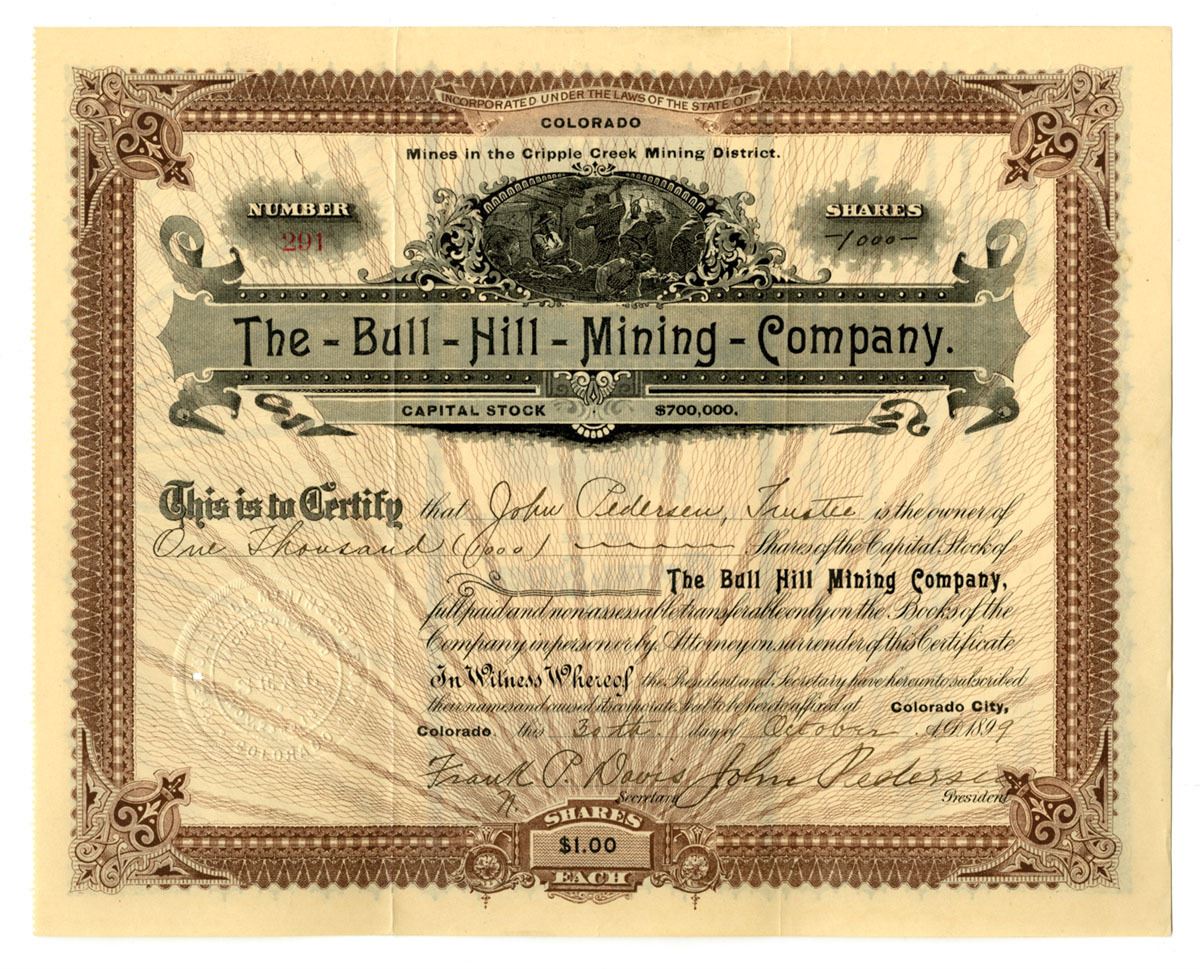 INCORPORATED UNDER THE LAWS OF THE STATE OF
COLORADO
Mines in the Cripple Creek Mining District.
NUMBER
291
SHARES
-1000-
The - Bull - Hill - Mining - Company.
CAPITAL STOCK $700,000.
This is to Certify that John Pedersen, Trustee is the owner of
One Thousand (1000) Shares of the Capital Stock of
The Bull Hill Mining Company,
full paid and non-assessable transferable only on the Books of the
Company in person or by Attorney on surrender of this Certificate
In Witness Whereof the President and Secretary have hereunto subscribed
their names and caused its corporate seal to be hereto affixed at Colorado City,
Colorado. this 30th day of October A.D. 1899
Frank P. Davis John Pedersen
Secretary President
SHARES
$1.00
EACH
COLORADO